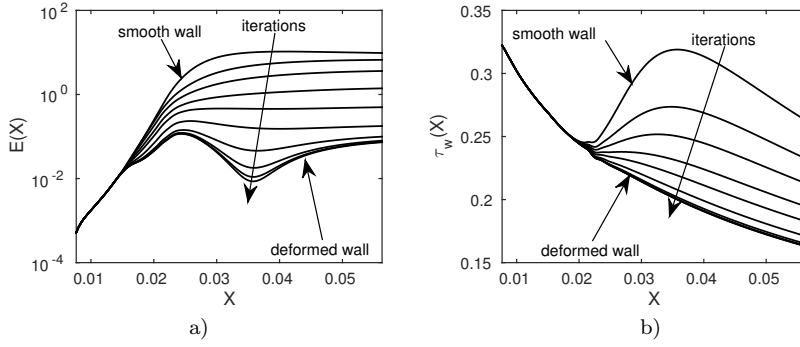 10^2
10^0
10^-2
10^-4
E(X)
smooth wall
iterations
deformed wall
0.01 0.02 0.03 0.04 0.05
X
a)
0.35
0.3
0.25
0.2
0.15
τ_w(X)
smooth wall
iterations
deformed wall
0.01 0.02 0.03 0.04 0.05
X
b)